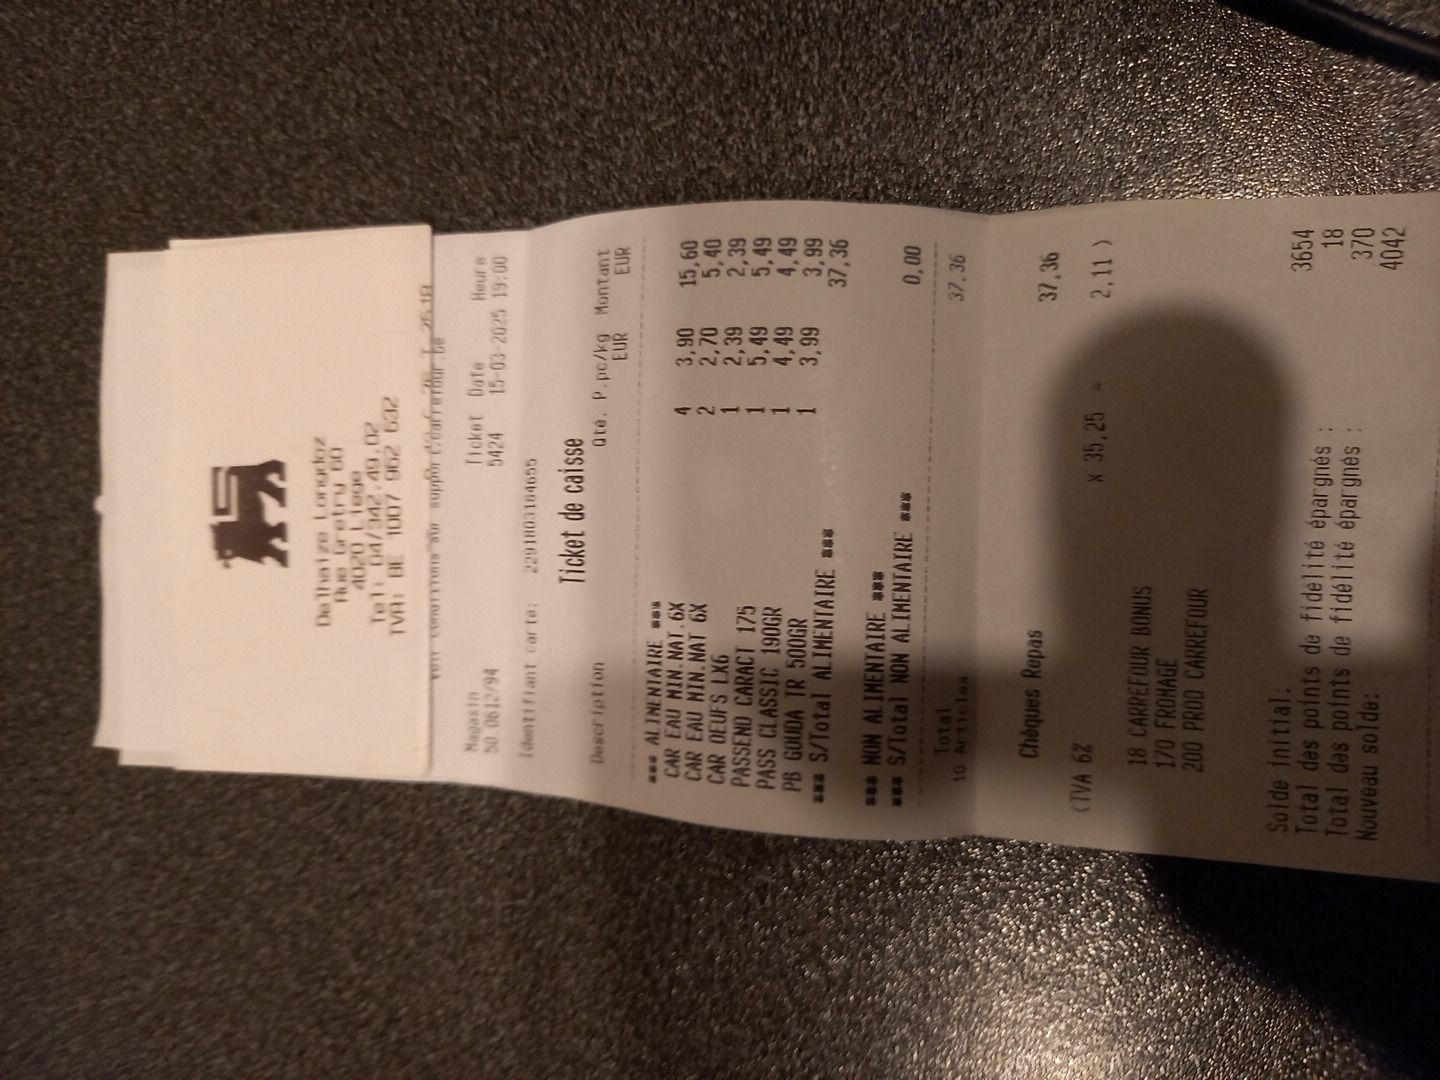 Delhaize Longdoz
Rue Gretry 60
4020 Liege
Tel: 04/342.49.02
TVA: BE 1007 962 632
Magasin Ticket Date Heure
5424 15-03-2025 19:00
Identifiant carte: 2291803184655
Ticket de caisse
Description Qté. P.pc/kg Montant
EUR EUR
*** ALIMENTAIRE ***
CAR EAU MIN.NAT.6X 4 3,90 15,60
CAR EAU MIN.NAT 6X 2 2,70 5,40
CAR OEUFS LX6 1 2,39 2,39
PASSEND CARACT 175 1 5,49 5,49
PASS CLASSIC 190GR 1 4,49 4,49
PB GOUDA TR 500GR 1 3,99 3,99
*** S/Total ALIMENTAIRE *** 37,36
*** NON ALIMENTAIRE ***
*** S/Total NON ALIMENTAIRE *** 0,00
Total 37,36
10 Articles
Chèques Repas 37,36
(TVA 6% x 35,25 = 2,11 )
18 CARREFOUR BONUS
170 FROMAGE
200 PROD CARREFOUR
Solde initial: 3654
Total des points de fidélité épargnés : 18
Total des points de fidélité épargnés : 370
Nouveau solde: 4042